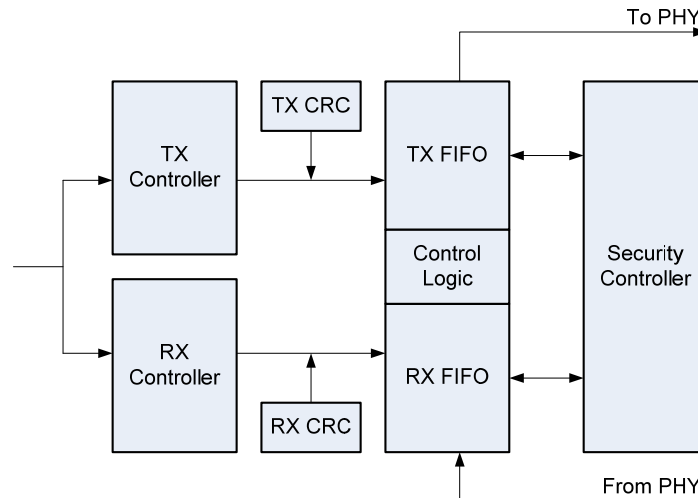 To PHY
TX CRC
TX
Controller
TX FIFO
Control
Logic
Security
Controller
RX
Controller
RX FIFO
RX CRC
From PHY